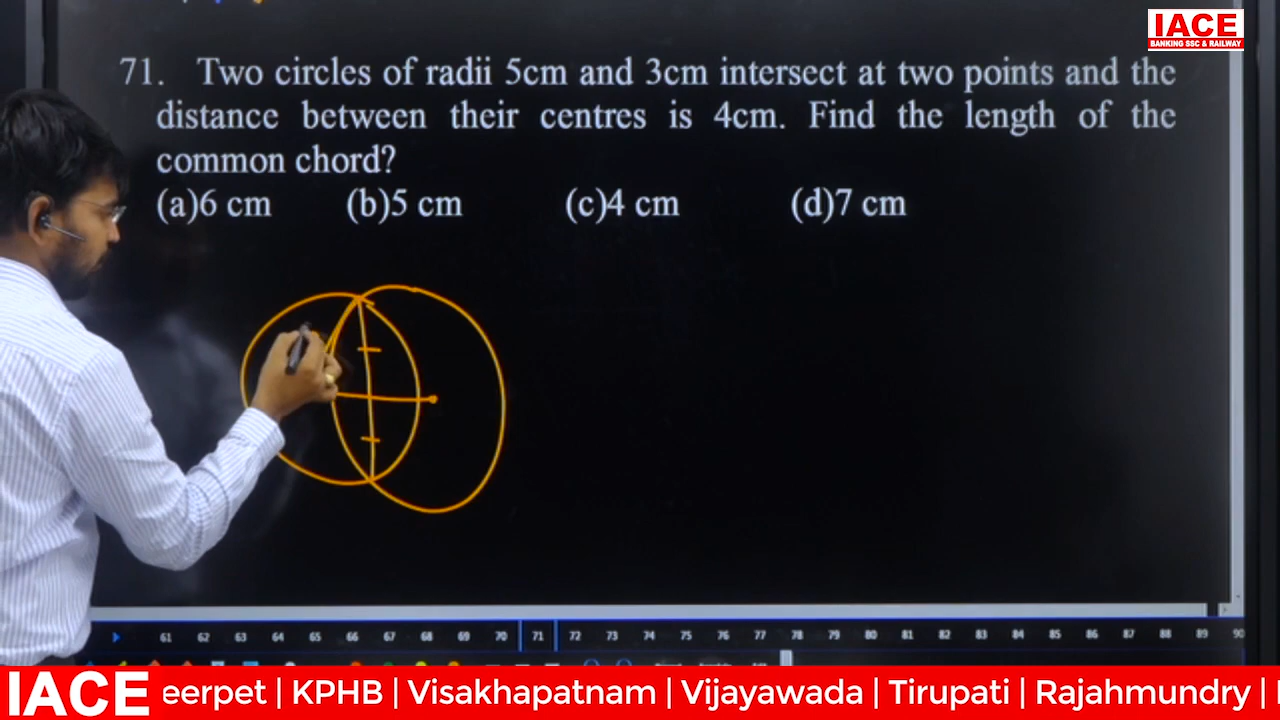 IACE
BANKING SSC & RAILWAY
71. Two circles of radii 5cm and 3cm intersect at two points and the
distance between their centres is 4cm. Find the length of the
common chord?
(a)6 cm (b)5 cm (c)4 cm (d)7 cm
61 62 63 64 65 66 67 68 69 70 71 72 73 74 75 76 77 78 79 80 81 82 83 84 85 86 87 88 89 90
IACE eerpet | KPHB | Visakhapatnam | Vijayawada | Tirupati | Rajahmundry |